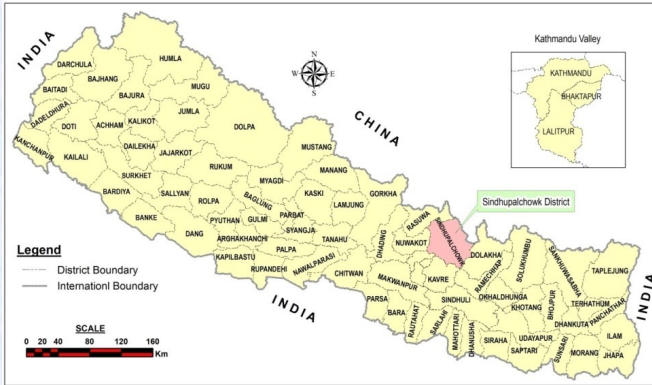 INDIA
DARCHULA
HUMLA
BAJHANG
BAITADI
BAJURA
MUGU
DADELDHURA
DOTI
ACHHAM
KALIKOT
JUMLA
DOLPA
KANCHANPUR
KAILALI
DAILEKHA
JAJARKOT
MUSTANG
SURKHET
RUKUM
MYAGDI
MANANG
BARDIYA
SALLYAN
ROLPA
BAGLUNG
KASKI
LAMJUNG
GORKHA
BANKE
DANG
PYUTHAN
GULMI
PARBAT
SYANGJA
ARGHAKHANCHI
PALPA
TANAHU
KAPILBASTU
RUPANDEHI
NAWALPARASI
CHITWAN
DHADING
RASUWA
NUWAKOT
SINDHUPALCHOWK
DOLAKHA
RAMECHHAP
SOLUKHUMBU
SANKHUWASABHA
TAPLEJUNG
MAKWANPUR
KAVRE
SINDHULI
OKHALDHUNGA
KHOTANG
BHOJPUR
TERHATHUM
PANCHATHAR
DHANKUTA
PARSA
BARA
RAUTAHAT
SARLAHI
MAHOTTARI
DHANUSHA
SIRAHA
UDAYAPUR
SAPTARI
SUNSARI
MORANG
ILAM
JHAPA
CHINA
INDIA
INDIA
N
W
E
S
Kathmandu Valley
KATHMANDU
BHAKTAPUR
LALITPUR
Sindhupalchowk District
Legend
District Boundary
Internationl Boundary
SCALE
0 20 40 80 120 160
Km